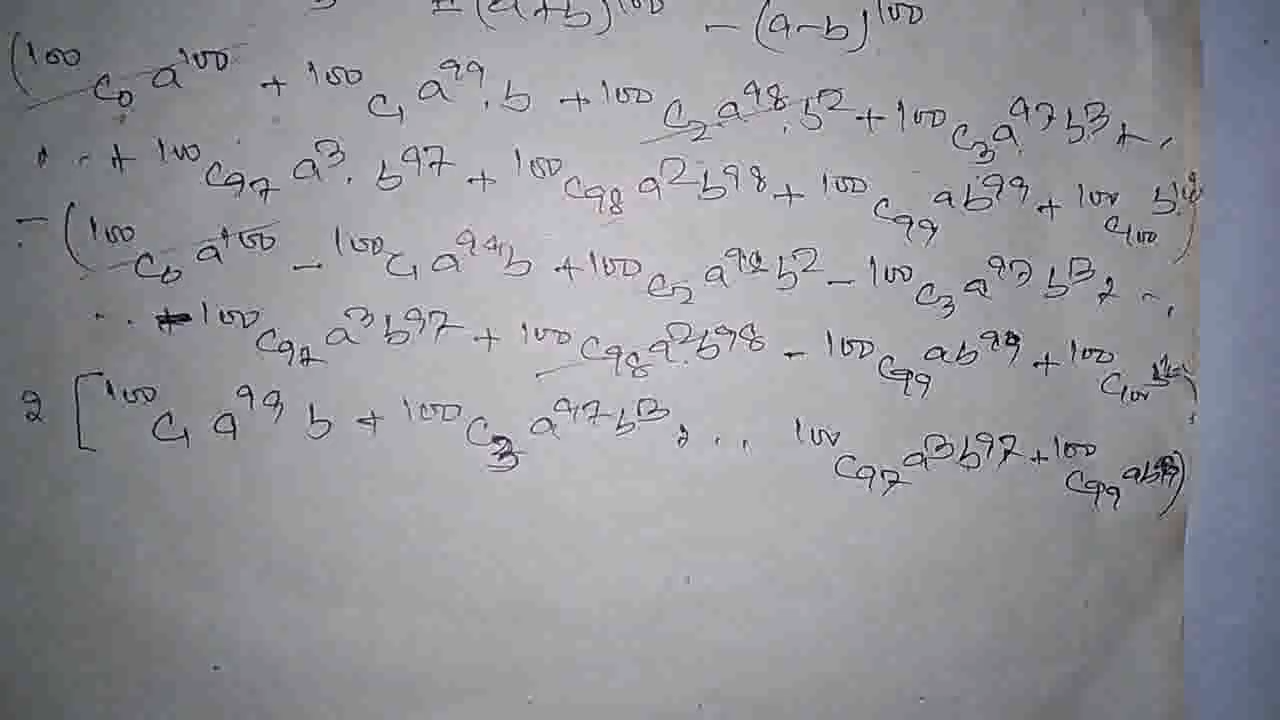 = (a+b)^100 - (a-b)^100
(100C0 a^100 + 100C1 a^99 . b + 100C2 a^98 . b^2 + 100C3 a^97 b^3 + .
. . . + 100C97 a^3 . b^97 + 100C98 a^2 b^98 + 100C99 ab^99 + 100C100 b^100)
- (100C0 a^100 - 100C1 a^99 b + 100C2 a^98 b^2 - 100C3 a^97 b^3 + ..
. . . - 100C97 a^3 b^97 + 100C98 a^2 b^98 - 100C99 ab^99 + 100C100 b^100)
2 [100C1 a^99 b + 100C3 a^97 b^3 , . . . 100C97 a^3 b^97 + 100C99 ab^99)